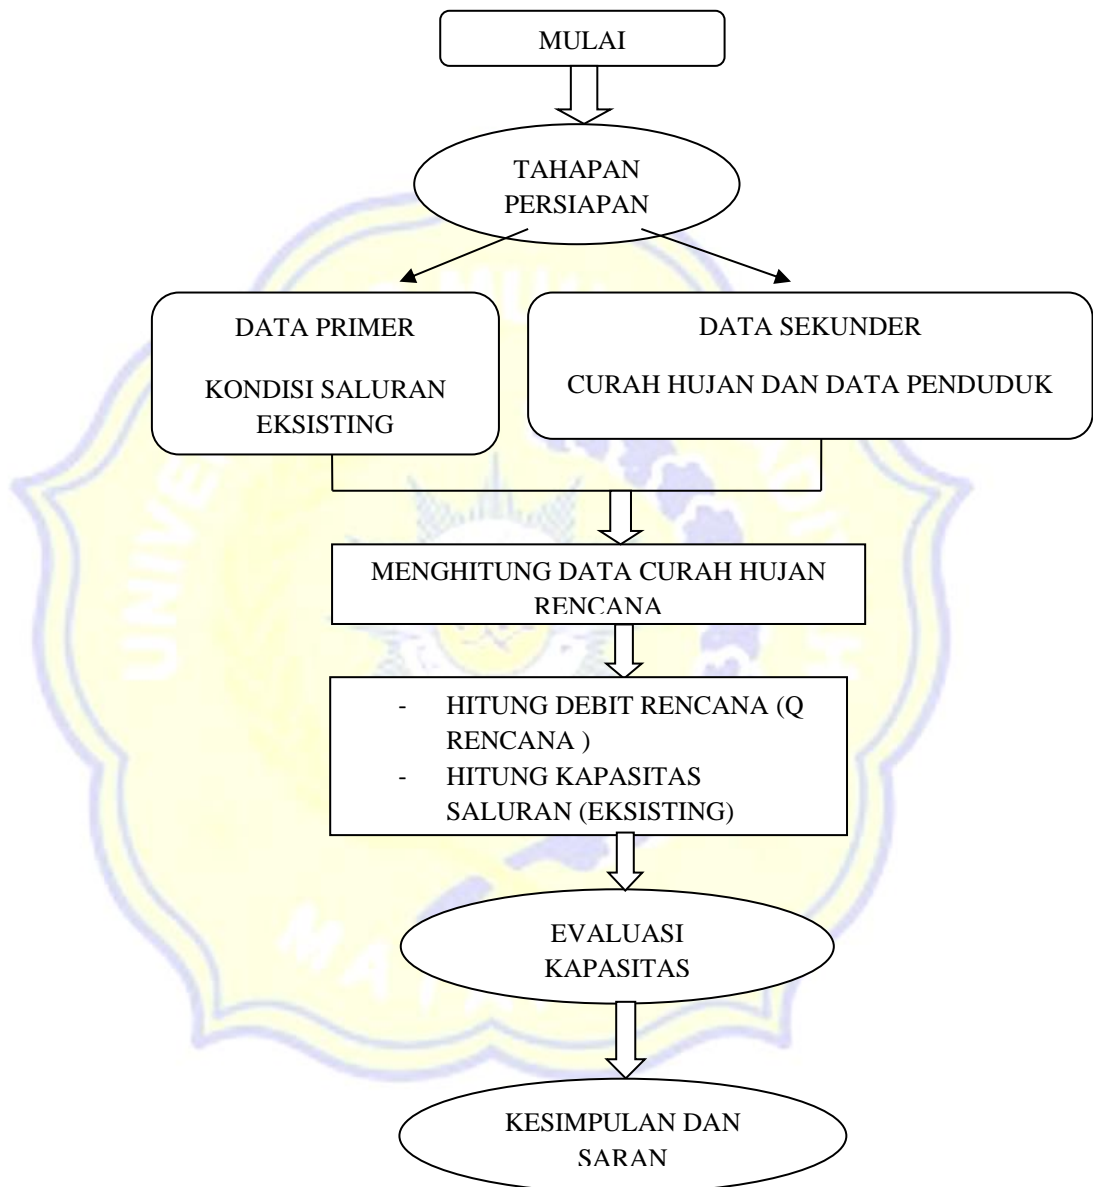 MULAI
TAHAPAN
PERSIAPAN
DATA PRIMER
KONDISI SALURAN
EKSISTING
DATA SEKUNDER
CURAH HUJAN DAN DATA PENDUDUK
MENGHITUNG DATA CURAH HUJAN
RENCANA
- HITUNG DEBIT RENCANA (Q
RENCANA )
- HITUNG KAPASITAS
SALURAN (EKSISTING)
EVALUASI
KAPASITAS
KESIMPULAN DAN
SARAN